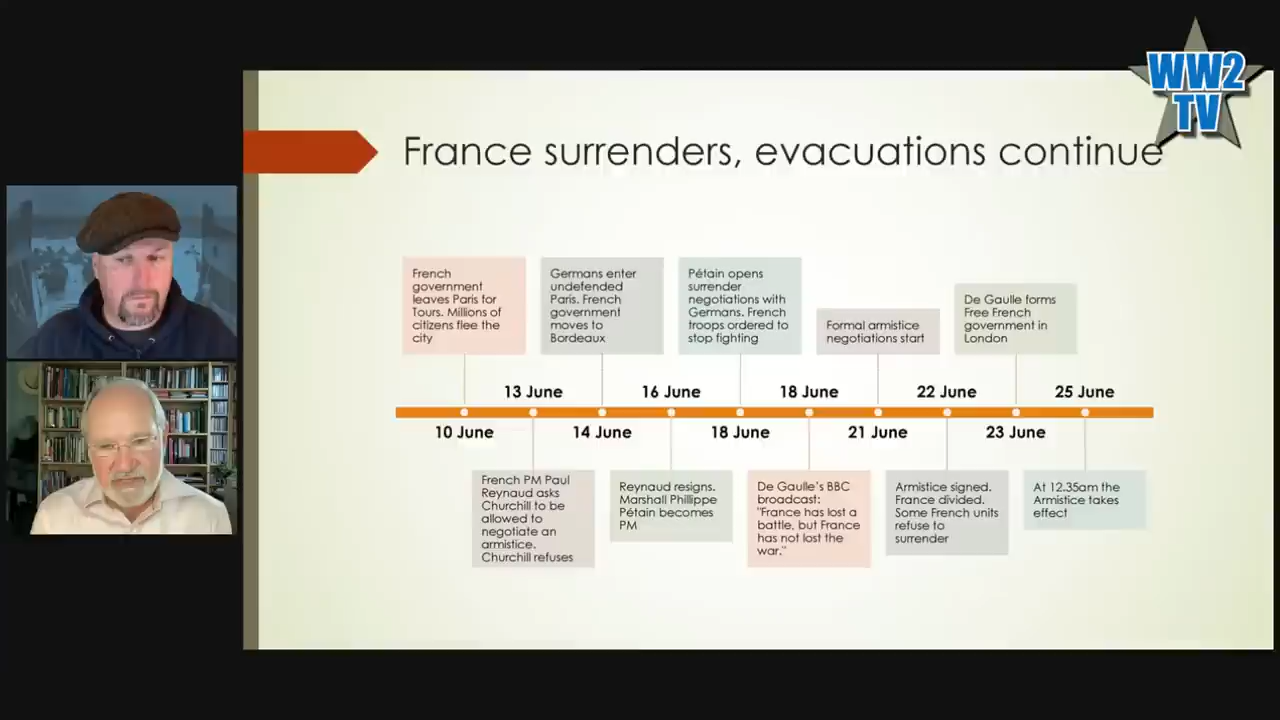 WW2
TV
France surrenders, evacuations continue
French
government
leaves Paris for
Tours. Millions of
citizens flee the
city
Germans enter
undefended
Paris. French
government
moves to
Bordeaux
Pétain opens
surrender
negotiations with
Germans. French
troops ordered to
stop fighting
Formal armistice
negotiations start
De Gaulle forms
Free French
government in
London
13 June
16 June
18 June
22 June
25 June
10 June
14 June
18 June
21 June
23 June
French PM Paul
Reynaud asks
Churchill to be
allowed to
negotiate an
armistice.
Churchill refuses
Reynaud resigns.
Marshall Phillippe
Pétain becomes
PM
De Gaulle's BBC
broadcast:
"France has lost a
battle, but France
has not lost the
war."
Armistice signed.
France divided.
Some French units
refuse to
surrender
At 12.35am the
Armistice takes
effect